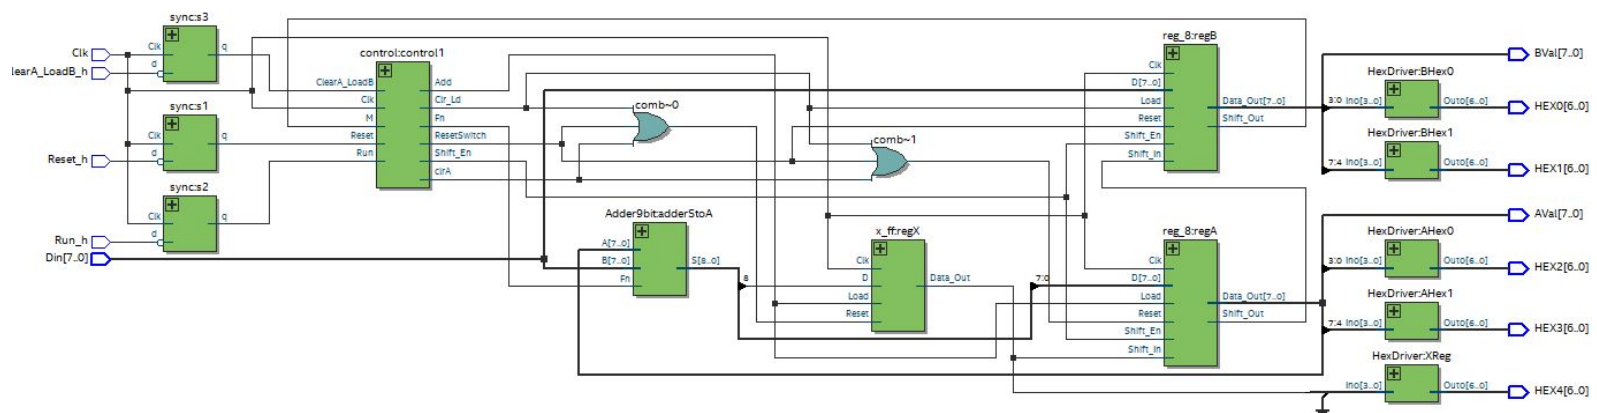 sync:s3
Clk
d
q
Clk
learA_LoadB_h
sync:s1
Clk
d
q
Reset_h
sync:s2
Clk
d
q
Run_h
Din[7..0]
control:control1
ClearA_LoadB
Clk
M
Reset
Run
Add
Clr_Ld
Fn
ResetSwitch
Shift_En
clrA
comb~0
comb~1
Adder9bit:adderStoA
A[7..0]
B[7..0]
Fn
S[8..0]
8
7:0
x_ff:regX
Clk
D
Load
Reset
Data_Out
reg_8:regB
Clk
D[7..0]
Load
Reset
Shift_En
Shift_In
Data_Out[7..0]
Shift_Out
reg_8:regA
Clk
D[7..0]
Load
Reset
Shift_En
Shift_In
Data_Out[7..0]
Shift_Out
BVal[7..0]
HexDriver:BHex0
3:0 In0[3..0]
Out0[6..0]
HEX0[6..0]
HexDriver:BHex1
7:4 In0[3..0]
Out0[6..0]
HEX1[6..0]
AVal[7..0]
HexDriver:AHex0
3:0 In0[3..0]
Out0[6..0]
HEX2[6..0]
HexDriver:AHex1
7:4 In0[3..0]
Out0[6..0]
HEX3[6..0]
HexDriver:XReg
In0[3..0]
Out0[6..0]
HEX4[6..0]